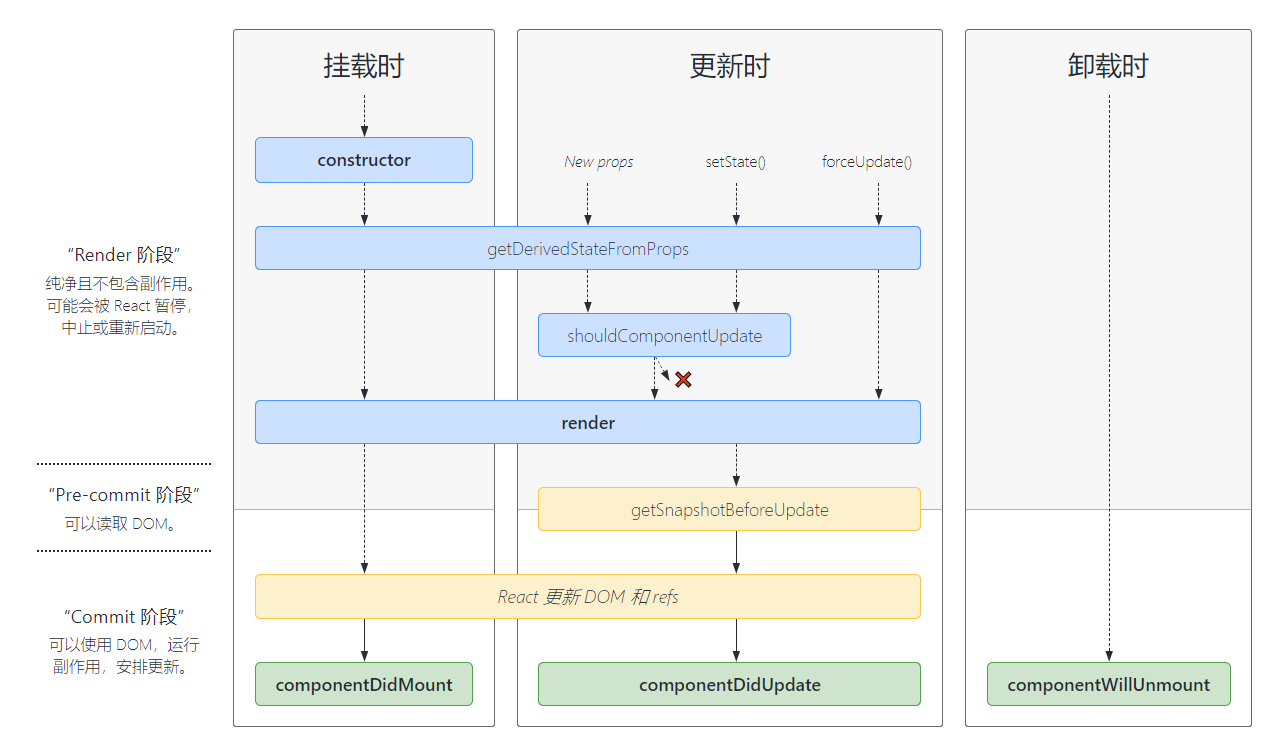 挂载时
更新时
卸载时
constructor
New props
setState()
forceUpdate()
“Render 阶段”
纯净且不包含副作用。
可能会被 React 暂停，
中止或重新启动。
getDerivedStateFromProps
shouldComponentUpdate
render
“Pre-commit 阶段”
可以读取 DOM。
getSnapshotBeforeUpdate
React 更新 DOM 和 refs
“Commit 阶段”
可以使用 DOM，运行
副作用，安排更新。
componentDidMount
componentDidUpdate
componentWillUnmount